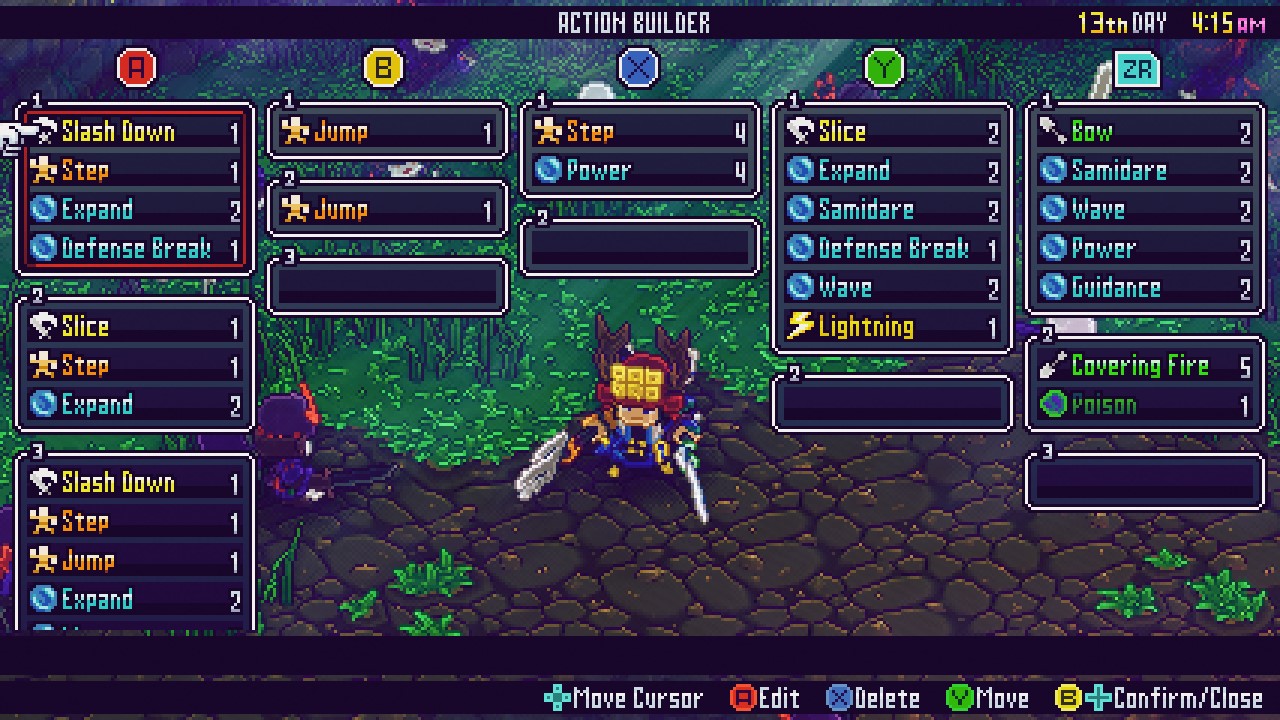 ACTION BUILDER
13th DAY 4:15 AM
A
B
X
Y
ZR
1
Slash Down 1
Step 1
Expand 2
Defense Break 1
2
Slice 1
Step 1
Expand 2
3
Slash Down 1
Step 1
Jump 1
Expand 2
1
Jump 1
2
Jump 1
3
1
Step 4
Power 4
2
1
Slice 2
Expand 2
Samidare 2
Defense Break 1
Wave 2
Lightning 1
2
1
Bow 2
Samidare 2
Wave 2
Power 2
Guidance 2
2
Covering Fire 5
Poison 1
3
Move Cursor A Edit X Delete Y Move B Confirm/Close